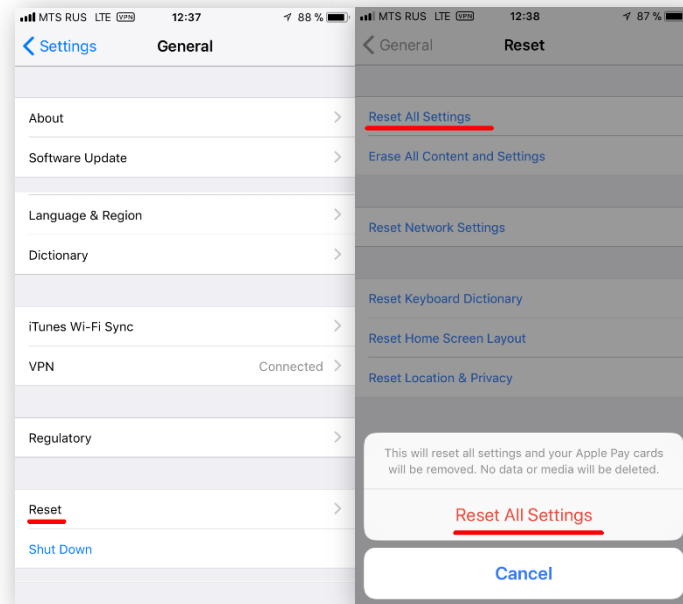 MTS RUS LTE VPN 12:37 88 %
Settings General
About
Software Update
Language & Region
Dictionary
iTunes Wi-Fi Sync
VPN Connected
Regulatory
Reset
Shut Down
MTS RUS LTE VPN 12:38 87 %
General Reset
Reset All Settings
Erase All Content and Settings
Reset Network Settings
Reset Keyboard Dictionary
Reset Home Screen Layout
Reset Location & Privacy
This will reset all settings and your Apple Pay cards
will be removed. No data or media will be deleted.
Reset All Settings
Cancel